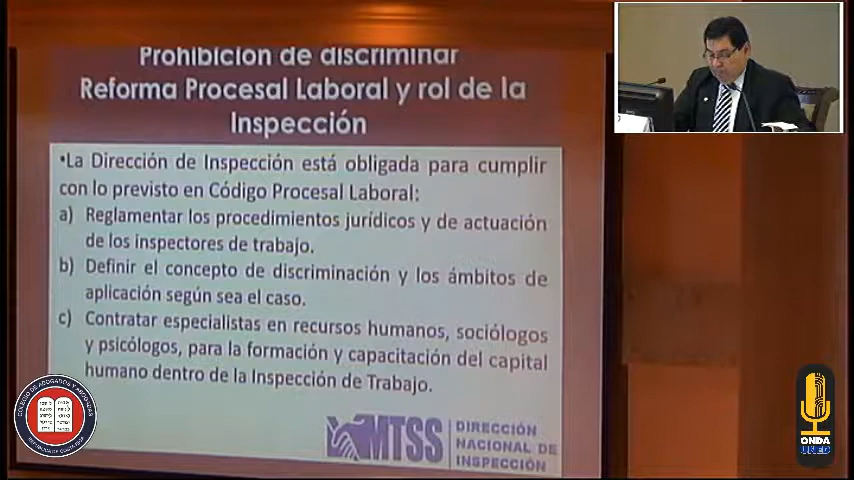 Prohibición de discriminar
Reforma Procesal Laboral y rol de la
Inspección
•La Dirección de Inspección está obligada para cumplir
con lo previsto en Código Procesal Laboral:
a) Reglamentar los procedimientos jurídicos y de actuación
de los inspectores de trabajo.
b) Definir el concepto de discriminación y los ámbitos de
aplicación según sea el caso.
c) Contratar especialistas en recursos humanos, sociólogos
y psicólogos, para la formación y capacitación del capital
humano dentro de la Inspección de Trabajo.
MTSS
DIRECCIÓN
NACIONAL DE
INSPECCIÓN
COLEGIO DE ABOGADOS Y ABOGADAS
ONDA
UNED